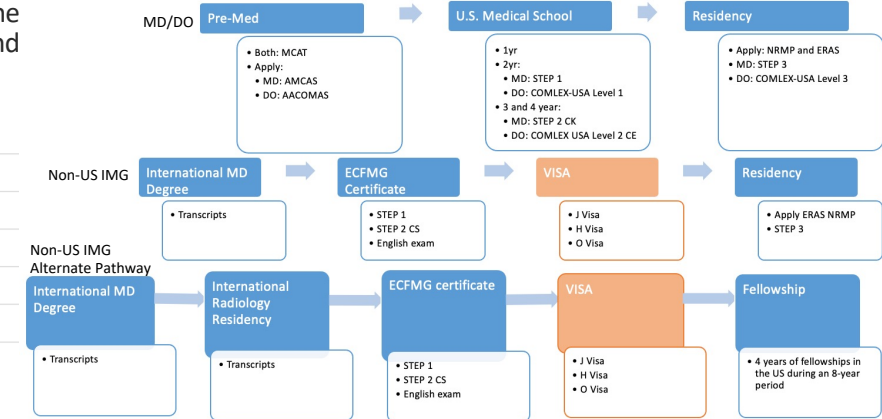 ne
nd
MD/DO
Pre-Med
U.S. Medical School
Residency
• Both: MCAT
• Apply:
• MD: AMCAS
• DO: AACOMAS
• 1yr
• 2yr:
• MD: STEP 1
• DO: COMLEX-USA Level 1
• 3 and 4 year:
• MD: STEP 2 CK
• DO: COMLEX USA Level 2 CE
• Apply: NRMP and ERAS
• MD: STEP 3
• DO: COMLEX-USA Level 3
Non-US IMG
International MD
Degree
ECFMG
Certificate
VISA
Residency
• Transcripts
• STEP 1
• STEP 2 CS
• English exam
• J Visa
• H Visa
• O Visa
• Apply ERAS NRMP
• STEP 3
Non-US IMG
Alternate Pathway
International MD
Degree
International
Radiology
Residency
ECFMG certificate
VISA
Fellowship
• Transcripts
• Transcripts
• STEP 1
• STEP 2 CS
• English exam
• J Visa
• H Visa
• O Visa
• 4 years of fellowships in
the US during an 8-year
period